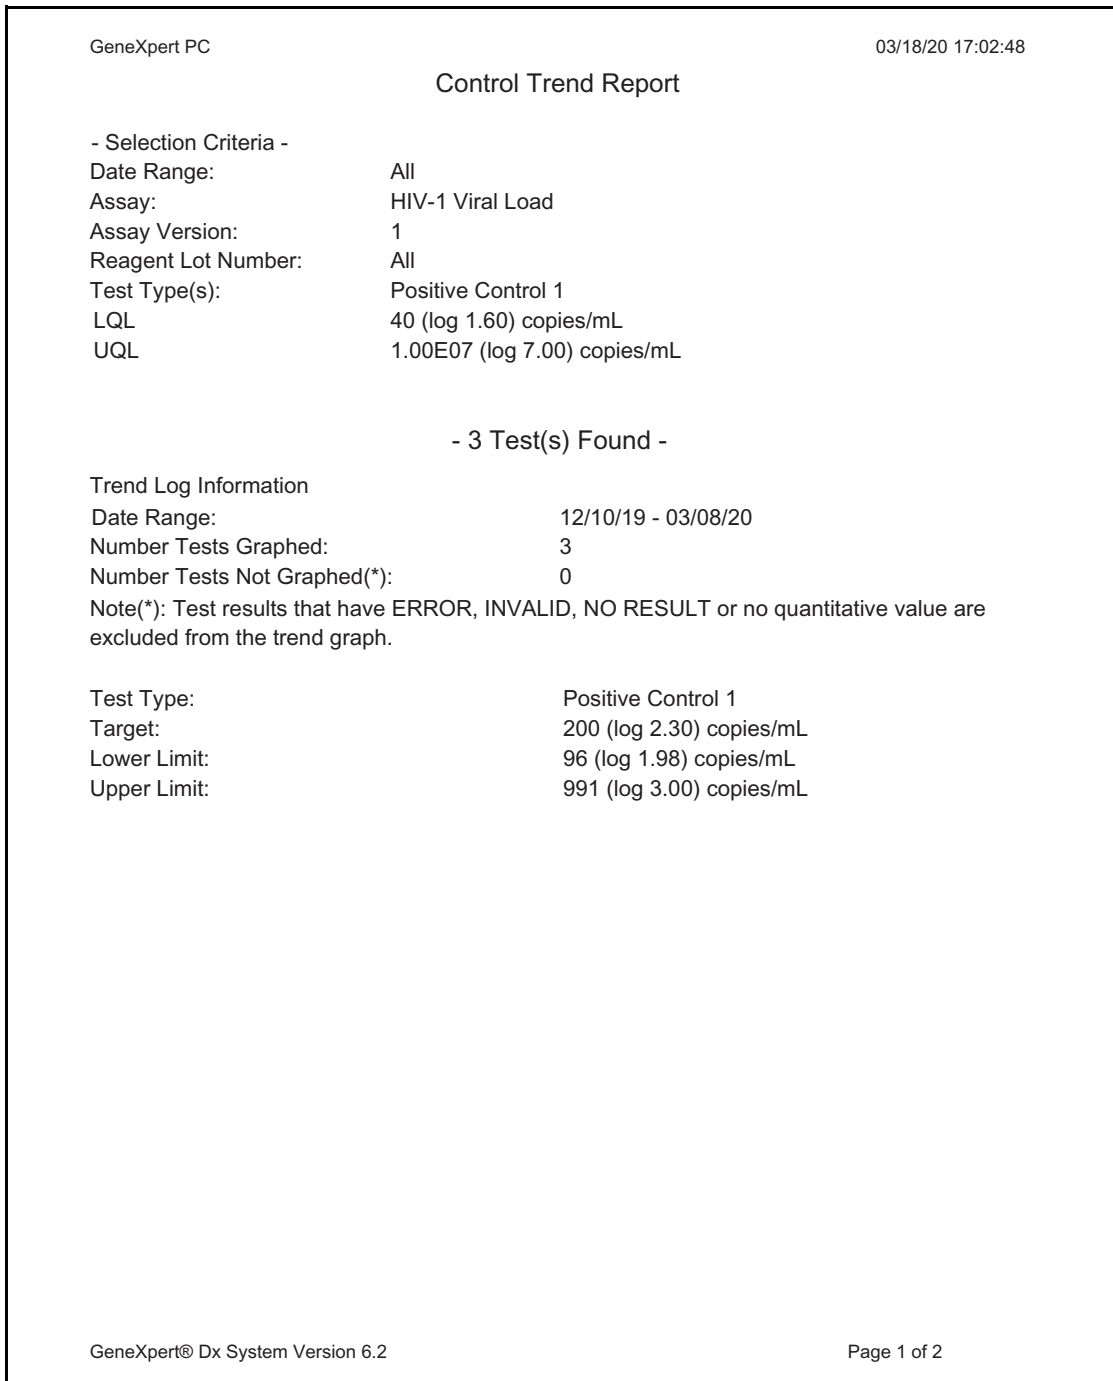 GeneXpert PC 03/18/20 17:02:48
Control Trend Report
- Selection Criteria -
Date Range: All
Assay: HIV-1 Viral Load
Assay Version: 1
Reagent Lot Number: All
Test Type(s): Positive Control 1
LQL 40 (log 1.60) copies/mL
UQL 1.00E07 (log 7.00) copies/mL
- 3 Test(s) Found -
Trend Log Information
Date Range: 12/10/19 - 03/08/20
Number Tests Graphed: 3
Number Tests Not Graphed(*): 0
Note(*): Test results that have ERROR, INVALID, NO RESULT or no quantitative value are
excluded from the trend graph.
Test Type: Positive Control 1
Target: 200 (log 2.30) copies/mL
Lower Limit: 96 (log 1.98) copies/mL
Upper Limit: 991 (log 3.00) copies/mL
GeneXpert® Dx System Version 6.2 Page 1 of 2